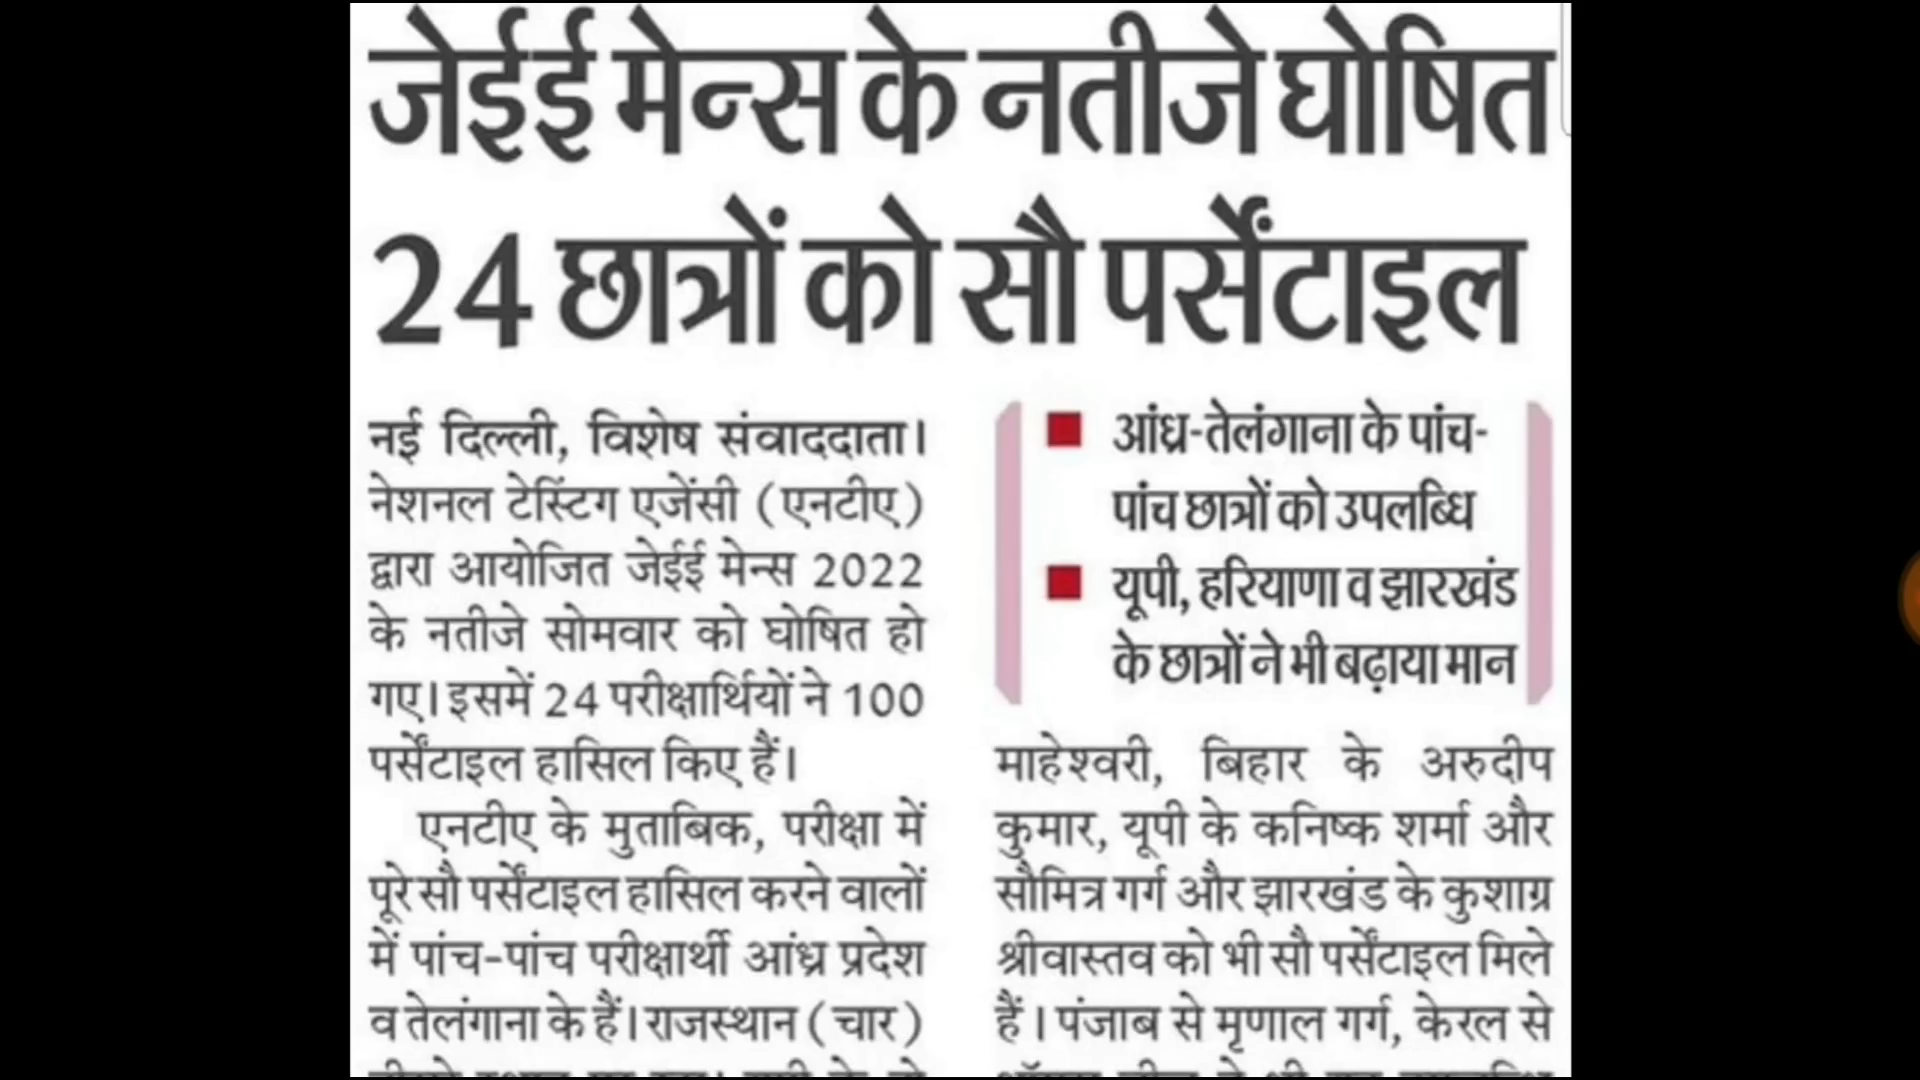 जेईई मेन्स के नतीजे घोषित
24 छात्रों को सौ पर्सेंटाइल
नई दिल्ली, विशेष संवाददाता।
नेशनल टेस्टिंग एजेंसी (एनटीए)
द्वारा आयोजित जेईई मेन्स 2022
के नतीजे सोमवार को घोषित हो
गए। इसमें 24 परीक्षार्थियों ने 100
पर्सेंटाइल हासिल किए हैं।
एनटीए के मुताबिक, परीक्षा में
पूरे सौ पर्सेंटाइल हासिल करने वालों
में पांच-पांच परीक्षार्थी आंध्र प्रदेश
व तेलंगाना के हैं। राजस्थान (चार)
आंध्र-तेलंगाना के पांच-
पांच छात्रों को उपलब्धि
यूपी, हरियाणा व झारखंड
के छात्रों ने भी बढ़ाया मान
माहेश्वरी, बिहार के अरुदीप
कुमार, यूपी के कनिष्क शर्मा और
सौमित्र गर्ग और झारखंड के कुशाग्र
श्रीवास्तव को भी सौ पर्सेंटाइल मिले
हैं। पंजाब से मृणाल गर्ग, केरल से